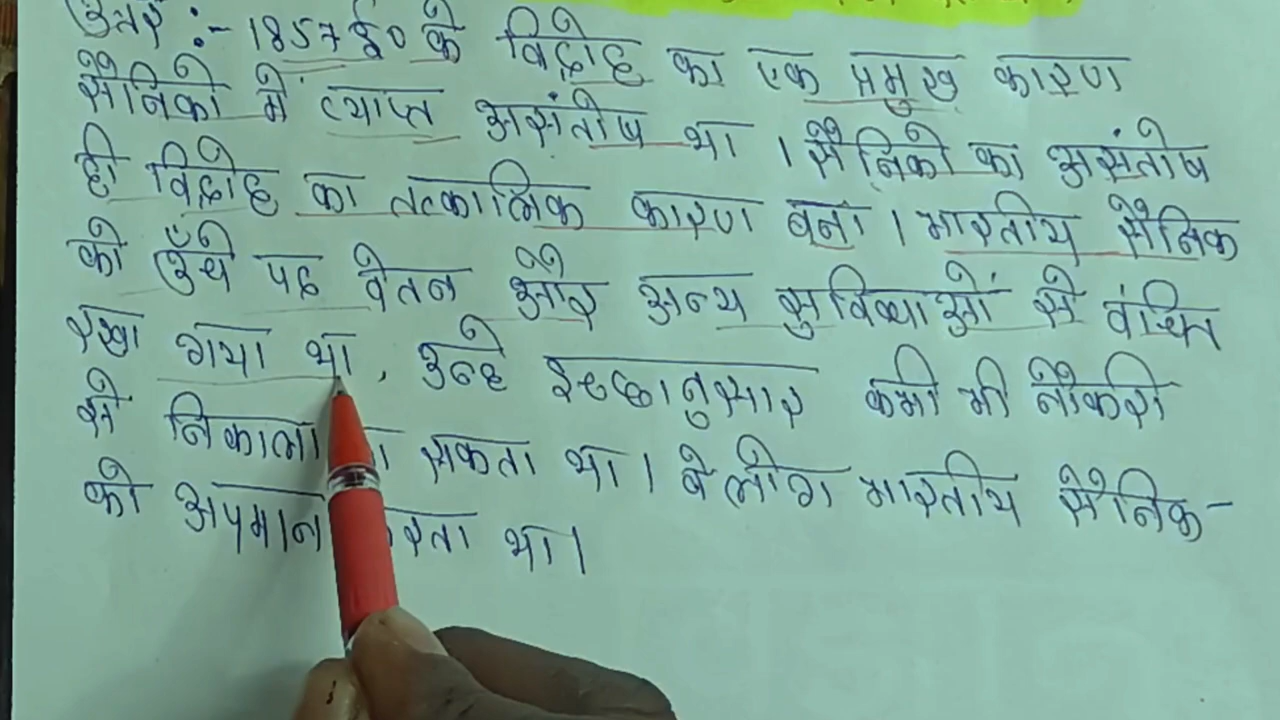 उत्तर :- 1857 ई० के विद्रोह का एक प्रमुख कारण
सैनिकों में व्याप्त असंतोष था । सैनिकों का असंतोष
ही विद्रोह का तत्कालिक कारण बना । भारतीय सैनिक
को ऊँचे पद वेतन और अन्य सुविधाओं से वंचित
रखा गया था, उन्हे इच्छानुसार कभी भी नौकरी
से निकाला जा सकता था । वे लोग भारतीय सैनिक-
को अपमान करता था ।